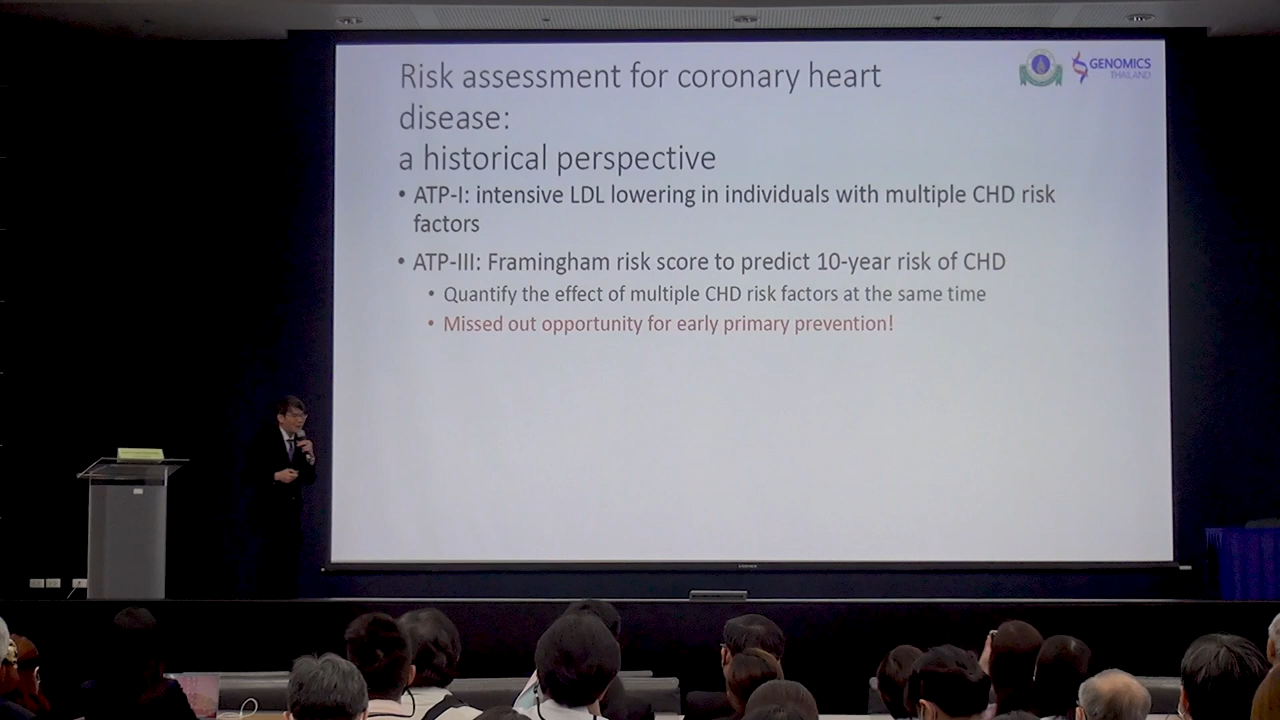 Risk assessment for coronary heart
disease:
a historical perspective
GENOMICS
THAILAND
• ATP-I: intensive LDL lowering in individuals with multiple CHD risk
factors
• ATP-III: Framingham risk score to predict 10-year risk of CHD
• Quantify the effect of multiple CHD risk factors at the same time
• Missed out opportunity for early primary prevention!